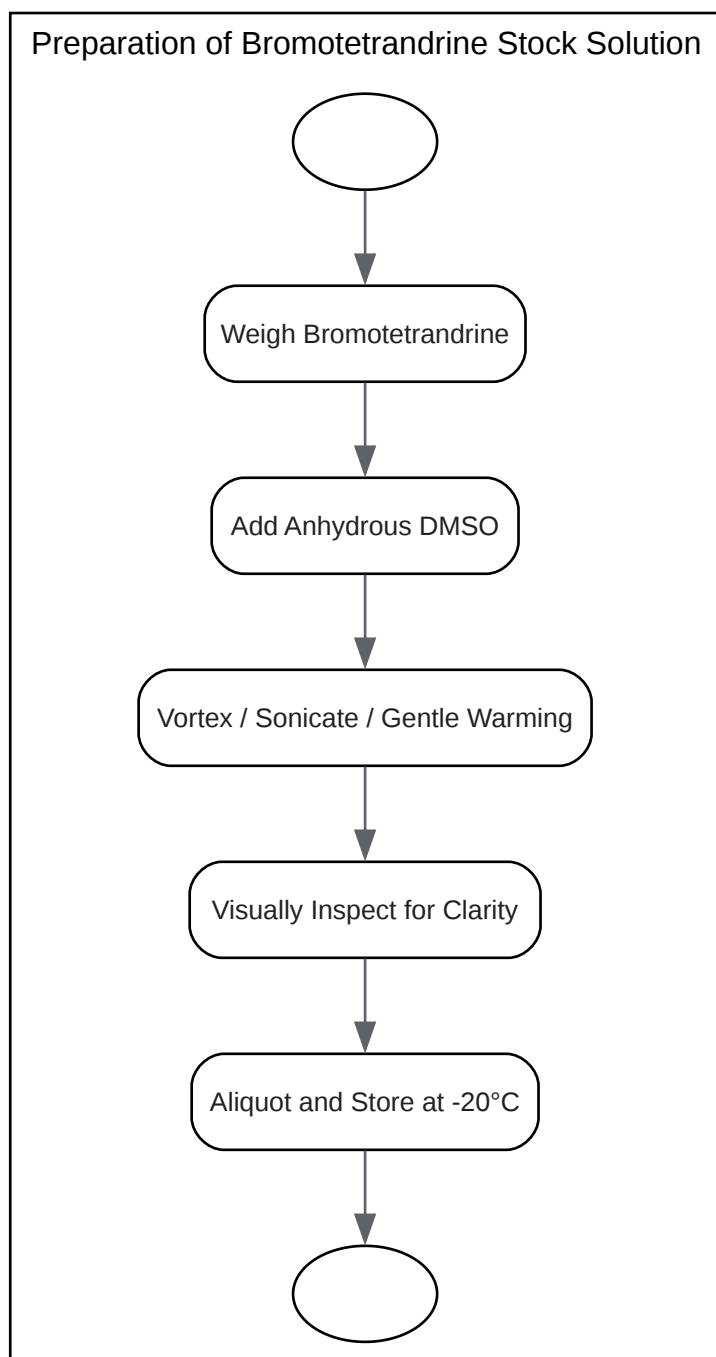 Preparation of Bromotetrandrine Stock Solution
Weigh Bromotetrandrine
Add Anhydrous DMSO
Vortex / Sonicate / Gentle Warming
Visually Inspect for Clarity
Aliquot and Store at -20°C